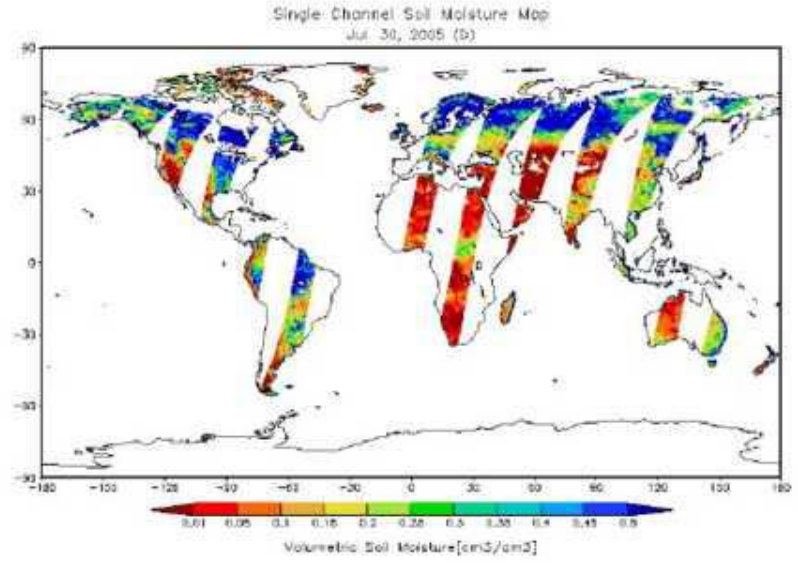 Single Channel Soil Moisture Map
Jul 30, 2005 (D)
90
60
30
0
-30
-60
-90
-180 -150 -120 -90 -60 -30 0 30 60 90 120 150 180
0.01 0.05 0.1 0.15 0.2 0.25 0.3 0.35 0.4 0.45 0.5
Volumetric Soil Moisture[cm3/cm3]